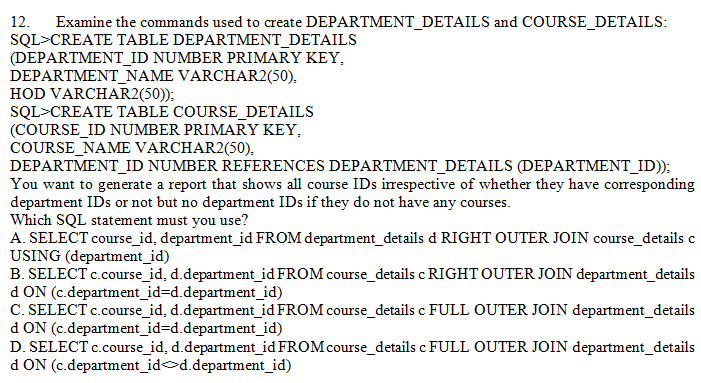 12. Examine the commands used to create DEPARTMENT_DETAILS and COURSE_DETAILS:
SQL>CREATE TABLE DEPARTMENT_DETAILS
(DEPARTMENT_ID NUMBER PRIMARY KEY,
DEPARTMENT_NAME VARCHAR2(50),
HOD VARCHAR2(50));
SQL>CREATE TABLE COURSE_DETAILS
(COURSE_ID NUMBER PRIMARY KEY,
COURSE_NAME VARCHAR2(50),
DEPARTMENT_ID NUMBER REFERENCES DEPARTMENT_DETAILS (DEPARTMENT_ID));
You want to generate a report that shows all course IDs irrespective of whether they have corresponding
department IDs or not but no department IDs if they do not have any courses.
Which SQL statement must you use?
A. SELECT course_id, department_id FROM department_details d RIGHT OUTER JOIN course_details c
USING (department_id)
B. SELECT c.course_id, d.department_id FROM course_details c RIGHT OUTER JOIN department_details
d ON (c.department_id=d.department_id)
C. SELECT c.course_id, d.department_id FROM course_details c FULL OUTER JOIN department_details
d ON (c.department_id=d.department_id)
D. SELECT c.course_id, d.department_id FROM course_details c FULL OUTER JOIN department_details
d ON (c.department_id<>d.department_id)